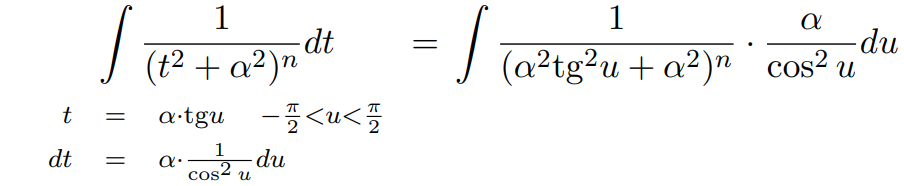 ∫ 1/(t² + α²)ⁿ dt = ∫ 1/(α²tg²u + α²)ⁿ · α/cos² u du
t = α·tgu −π/2<u<π/2
dt = α· 1/cos² u du